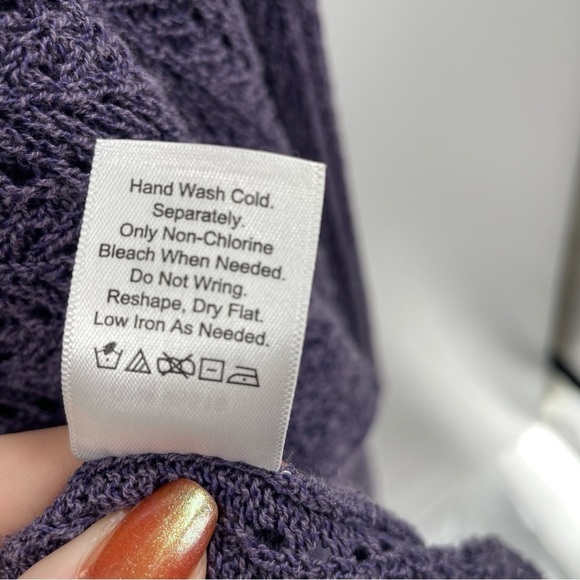 Hand Wash Cold.
Separately.
Only Non-Chlorine
Bleach When Needed.
Do Not Wring.
Reshape, Dry Flat.
Low Iron As Needed.